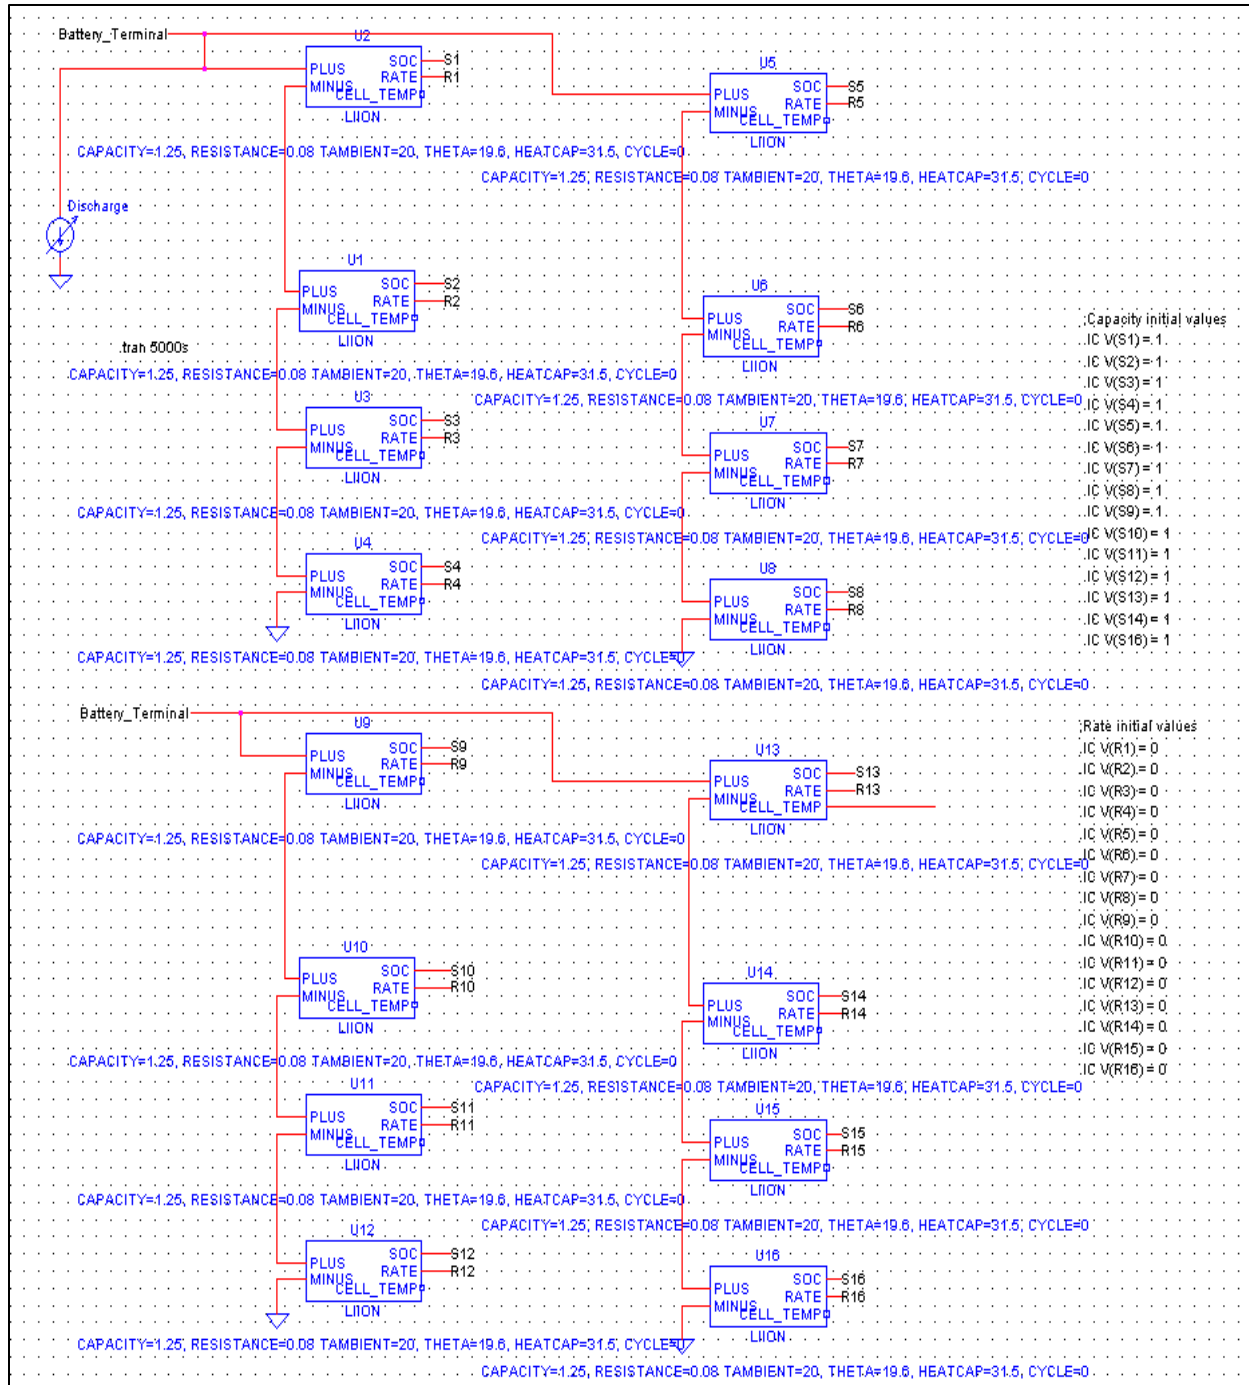 Battery_Terminal
U2
PLUS
MINUS
SOC
RATE
CELL_TEMP
S1
R1
LIION
CAPACITY=1.25, RESISTANCE=0.08 TAMBIENT=20, THETA=19.6, HEATCAP=31.5, CYCLE=0
U5
PLUS
MINUS
SOC
RATE
CELL_TEMP
S5
R5
LIION
CAPACITY=1.25, RESISTANCE=0.08 TAMBIENT=20, THETA=19.6, HEATCAP=31.5, CYCLE=0
Discharge
U1
PLUS
MINUS
SOC
RATE
CELL_TEMP
S2
R2
LIION
.tran 5000s
CAPACITY=1.25, RESISTANCE=0.08 TAMBIENT=20, THETA=19.6, HEATCAP=31.5, CYCLE=0
U6
PLUS
MINUS
SOC
RATE
CELL_TEMP
S6
R6
LIION
CAPACITY=1.25, RESISTANCE=0.08 TAMBIENT=20, THETA=19.6, HEATCAP=31.5, CYCLE=0
U3
PLUS
MINUS
SOC
RATE
CELL_TEMP
S3
R3
LIION
CAPACITY=1.25, RESISTANCE=0.08 TAMBIENT=20, THETA=19.6, HEATCAP=31.5, CYCLE=0
U7
PLUS
MINUS
SOC
RATE
CELL_TEMP
S7
R7
LIION
CAPACITY=1.25, RESISTANCE=0.08 TAMBIENT=20, THETA=19.6, HEATCAP=31.5, CYCLE=0
U4
PLUS
MINUS
SOC
RATE
CELL_TEMP
S4
R4
LIION
CAPACITY=1.25, RESISTANCE=0.08 TAMBIENT=20, THETA=19.6, HEATCAP=31.5, CYCLE=0
U8
PLUS
MINUS
SOC
RATE
CELL_TEMP
S8
R8
LIION
CAPACITY=1.25, RESISTANCE=0.08 TAMBIENT=20, THETA=19.6, HEATCAP=31.5, CYCLE=0
;Capacity initial values
.IC V(S1) = 1
.IC V(S2) = 1
.IC V(S3) = 1
.IC V(S4) = 1
.IC V(S5) = 1
.IC V(S6) = 1
.IC V(S7) = 1
.IC V(S8) = 1
.IC V(S9) = 1
.IC V(S10) = 1
.IC V(S11) = 1
.IC V(S12) = 1
.IC V(S13) = 1
.IC V(S14) = 1
.IC V(S16) = 1
Battery_Terminal
U9
PLUS
MINUS
SOC
RATE
CELL_TEMP
S9
R9
LIION
CAPACITY=1.25, RESISTANCE=0.08 TAMBIENT=20, THETA=19.6, HEATCAP=31.5, CYCLE=0
U13
PLUS
MINUS
SOC
RATE
CELL_TEMP
S13
R13
LIION
CAPACITY=1.25, RESISTANCE=0.08 TAMBIENT=20, THETA=19.6, HEATCAP=31.5, CYCLE=0
U10
PLUS
MINUS
SOC
RATE
CELL_TEMP
S10
R10
LIION
CAPACITY=1.25, RESISTANCE=0.08 TAMBIENT=20, THETA=19.6, HEATCAP=31.5, CYCLE=0
U14
PLUS
MINUS
SOC
RATE
CELL_TEMP
S14
R14
LIION
CAPACITY=1.25, RESISTANCE=0.08 TAMBIENT=20, THETA=19.6, HEATCAP=31.5, CYCLE=0
U11
PLUS
MINUS
SOC
RATE
CELL_TEMP
S11
R11
LIION
CAPACITY=1.25, RESISTANCE=0.08 TAMBIENT=20, THETA=19.6, HEATCAP=31.5, CYCLE=0
U15
PLUS
MINUS
SOC
RATE
CELL_TEMP
S15
R15
LIION
CAPACITY=1.25, RESISTANCE=0.08 TAMBIENT=20, THETA=19.6, HEATCAP=31.5, CYCLE=0
U12
PLUS
MINUS
SOC
RATE
CELL_TEMP
S12
R12
LIION
CAPACITY=1.25, RESISTANCE=0.08 TAMBIENT=20, THETA=19.6, HEATCAP=31.5, CYCLE=0
U16
PLUS
MINUS
SOC
RATE
CELL_TEMP
S16
R16
LIION
CAPACITY=1.25, RESISTANCE=0.08 TAMBIENT=20, THETA=19.6, HEATCAP=31.5, CYCLE=0
;Rate initial values
.IC V(R1) = 0
.IC V(R2) = 0
.IC V(R3) = 0
.IC V(R4) = 0
.IC V(R5) = 0
.IC V(R6) = 0
.IC V(R7) = 0
.IC V(R8) = 0
.IC V(R9) = 0
.IC V(R10) = 0
.IC V(R11) = 0
.IC V(R12) = 0
.IC V(R13) = 0
.IC V(R14) = 0
.IC V(R15) = 0
.IC V(R16) = 0